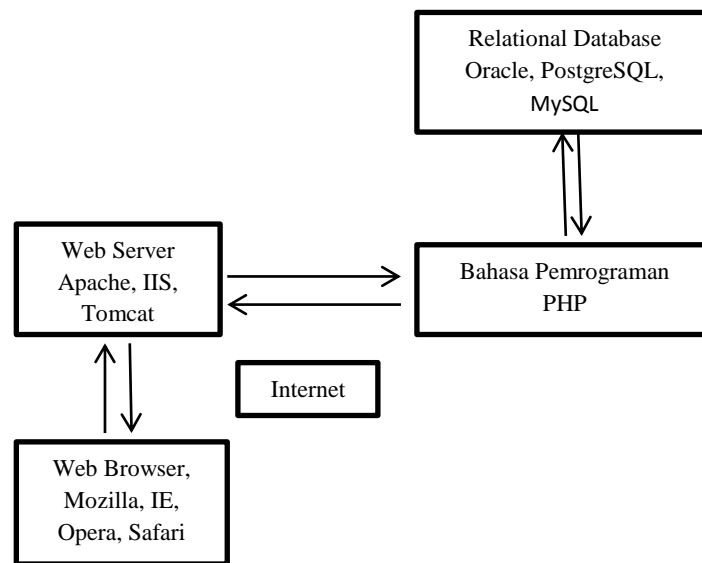 Relational Database
Oracle, PostgreSQL,
MySQL
Web Server
Apache, IIS,
Tomcat
Bahasa Pemrograman
PHP
Internet
Web Browser,
Mozilla, IE,
Opera, Safari